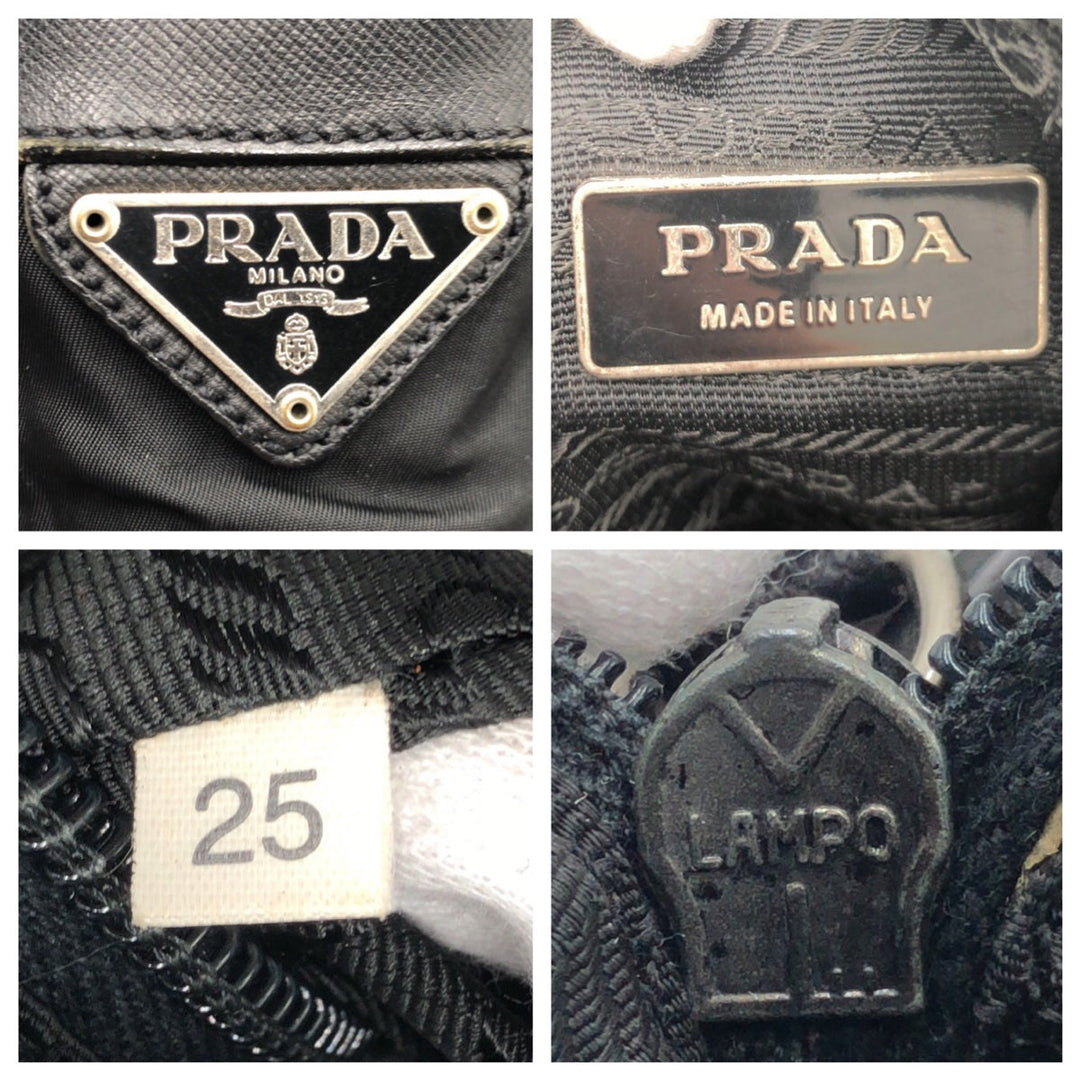 PRADA
MILANO
DAL 1913
PRADA
MADE IN ITALY
25
LAMPO